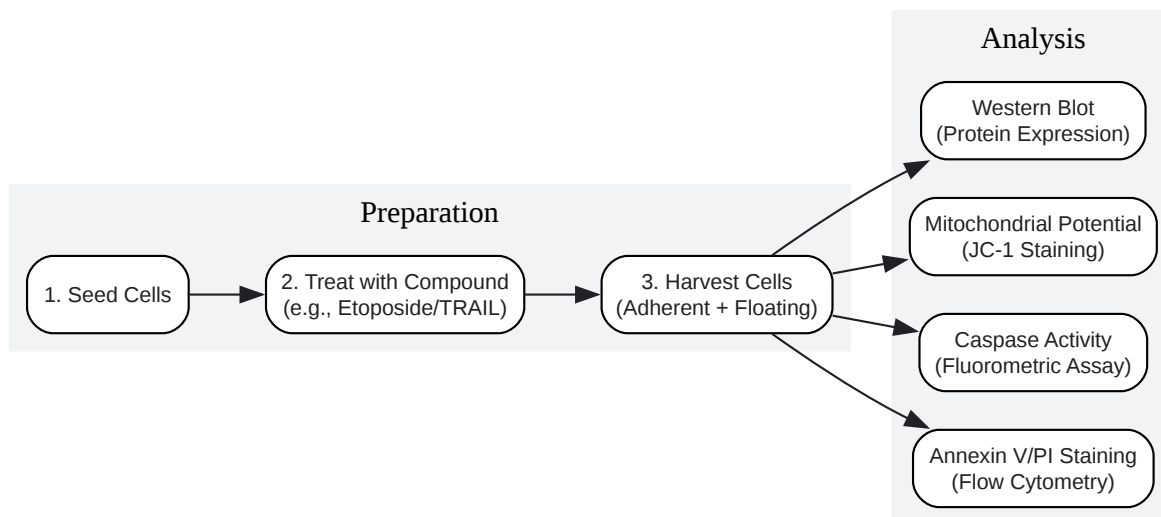 Preparation
1. Seed Cells
2. Treat with Compound
(e.g., Etoposide/TRAIL)
3. Harvest Cells
(Adherent + Floating)
Analysis
Western Blot
(Protein Expression)
Mitochondrial Potential
(JC-1 Staining)
Caspase Activity
(Fluorometric Assay)
Annexin V/PI Staining
(Flow Cytometry)